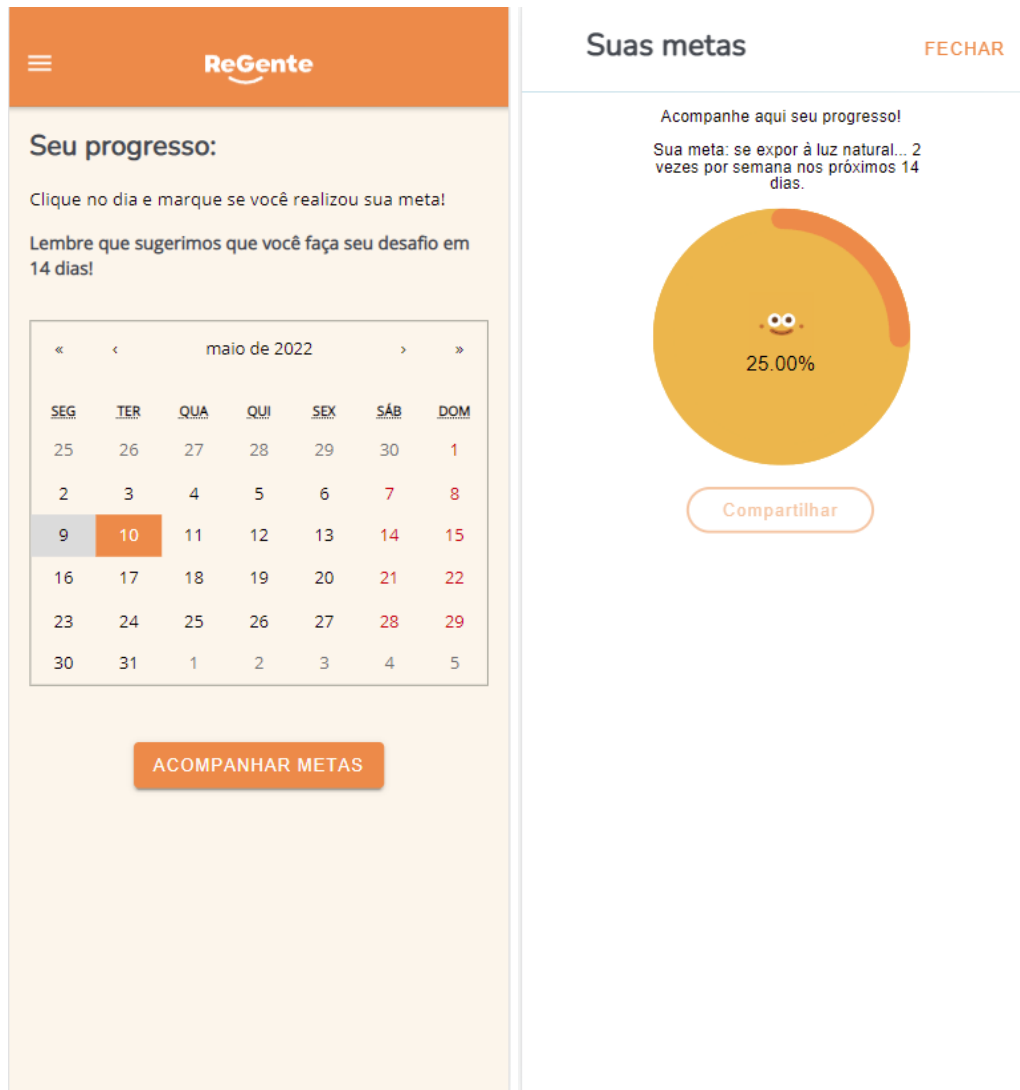 ReGente
Seu progresso:
Clique no dia e marque se você realizou sua meta!
Lembre que sugerimos que você faça seu desafio em
14 dias!
« ‹ maio de 2022 › »
SEG TER QUA QUI SEX SÁB DOM
25 26 27 28 29 30 1
2 3 4 5 6 7 8
9 10 11 12 13 14 15
16 17 18 19 20 21 22
23 24 25 26 27 28 29
30 31 1 2 3 4 5
ACOMPANHAR METAS
Suas metas
FECHAR
Acompanhe aqui seu progresso!
Sua meta: se expor à luz natural... 2
vezes por semana nos próximos 14
dias.
25.00%
Compartilhar